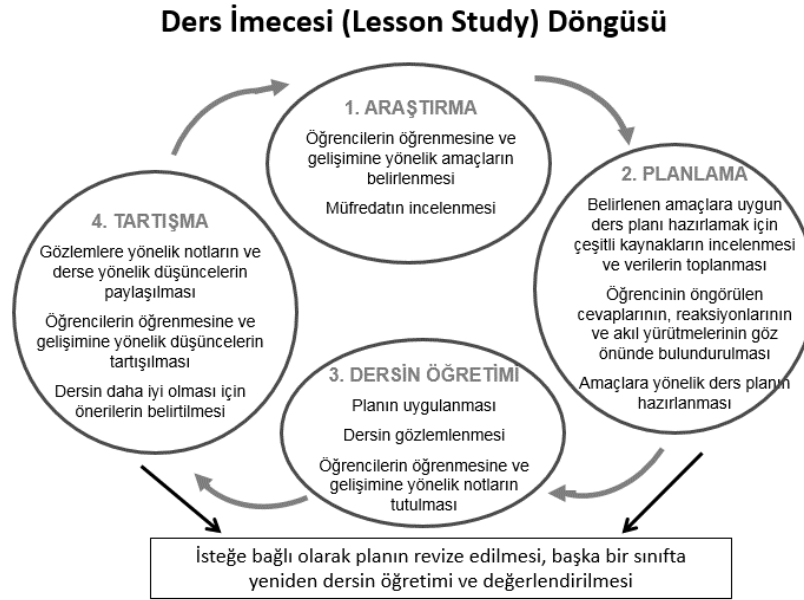 Ders İmecesi (Lesson Study) Döngüsü
1. ARAŞTIRMA
Öğrencilerin öğrenmesine ve
gelişimine yönelik amaçların
belirlenmesi
Müfredatın incelenmesi
2. PLANLAMA
Belirlenen amaçlara uygun
ders planı hazırlamak için
çeşitli kaynakların incelenmesi
ve verilerin toplanması
Öğrencinin öngörülen
cevaplarının, reaksiyonlarının
ve akıl yürütmelerinin göz
önünde bulundurulması
Amaçlara yönelik ders planın
hazırlanması
3. DERSİN ÖĞRETİMİ
Planın uygulanması
Dersin gözlemlenmesi
Öğrencilerin öğrenmesine ve
gelişimine yönelik notların
tutulması
4. TARTIŞMA
Gözlemlere yönelik notların ve
derse yönelik düşüncelerin
paylaşılması
Öğrencilerin öğrenmesine ve
gelişimine yönelik düşüncelerin
tartışılması
Dersin daha iyi olması için
önerilerin belirtilmesi
İsteğe bağlı olarak planın revize edilmesi, başka bir sınıfta
yeniden dersin öğretimi ve değerlendirilmesi